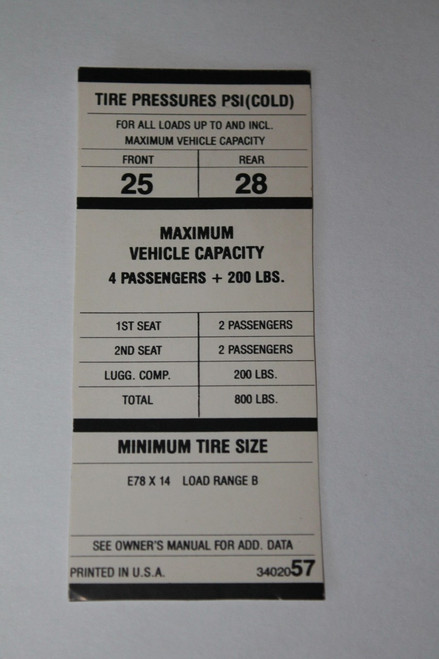 TIRE PRESSURES PSI(COLD)
FOR ALL LOADS UP TO AND INCL.
MAXIMUM VEHICLE CAPACITY
FRONT REAR
25 28
MAXIMUM
VEHICLE CAPACITY
4 PASSENGERS + 200 LBS.
1ST SEAT 2 PASSENGERS
2ND SEAT 2 PASSENGERS
LUGG. COMP. 200 LBS.
TOTAL 800 LBS.
MINIMUM TIRE SIZE
E78 X 14 LOAD RANGE B
SEE OWNER'S MANUAL FOR ADD. DATA
PRINTED IN U.S.A. 3402057